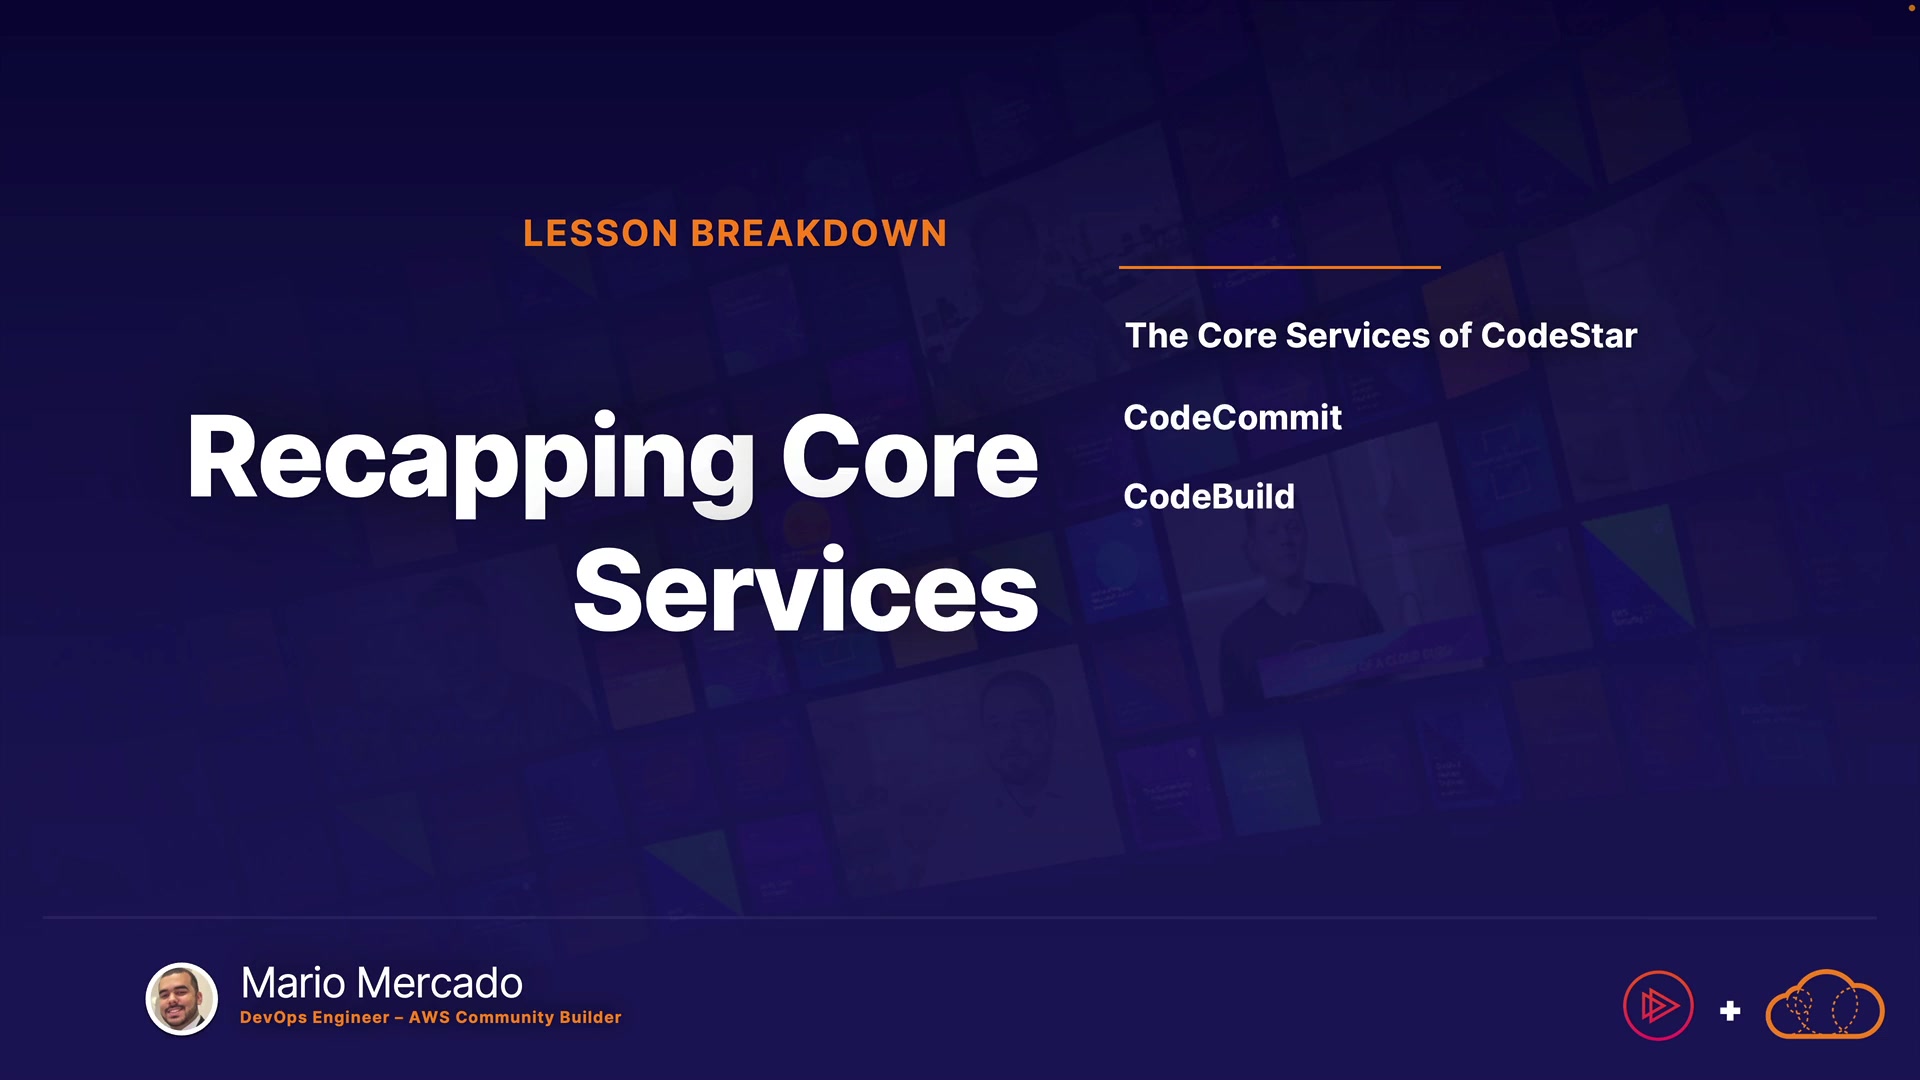 LESSON BREAKDOWN
Recapping Core
Services
The Core Services of CodeStar
CodeCommit
CodeBuild
Mario Mercado
DevOps Engineer – AWS Community Builder